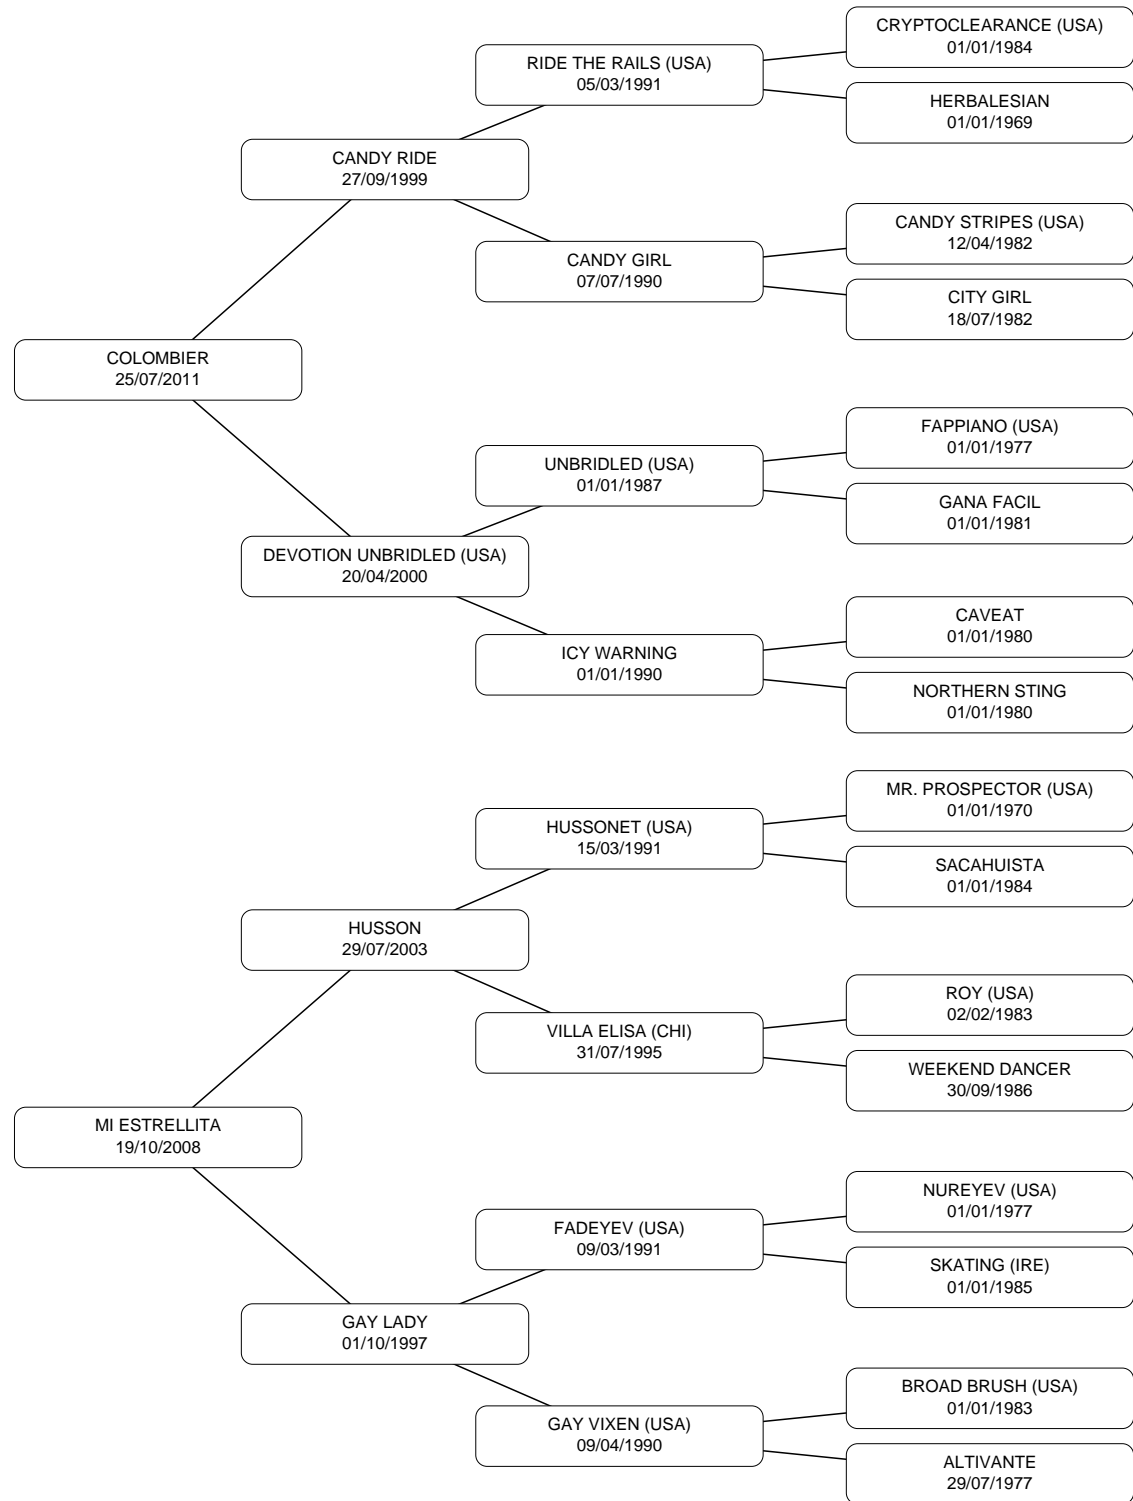 CRYPTOCLEARANCE (USA)
01/01/1984
RIDE THE RAILS (USA)
05/03/1991
HERBALESIAN
01/01/1969
CANDY RIDE
27/09/1999
CANDY STRIPES (USA)
12/04/1982
CANDY GIRL
07/07/1990
CITY GIRL
18/07/1982
COLOMBIER
25/07/2011
FAPPIANO (USA)
01/01/1977
UNBRIDLED (USA)
01/01/1987
GANA FACIL
01/01/1981
DEVOTION UNBRIDLED (USA)
20/04/2000
CAVEAT
01/01/1980
ICY WARNING
01/01/1990
NORTHERN STING
01/01/1980
MR. PROSPECTOR (USA)
01/01/1970
HUSSONET (USA)
15/03/1991
SACAHUISTA
01/01/1984
HUSSON
29/07/2003
ROY (USA)
02/02/1983
VILLA ELISA (CHI)
31/07/1995
WEEKEND DANCER
30/09/1986
MI ESTRELLITA
19/10/2008
NUREYEV (USA)
01/01/1977
FADEYEV (USA)
09/03/1991
SKATING (IRE)
01/01/1985
GAY LADY
01/10/1997
BROAD BRUSH (USA)
01/01/1983
GAY VIXEN (USA)
09/04/1990
ALTIVANTE
29/07/1977